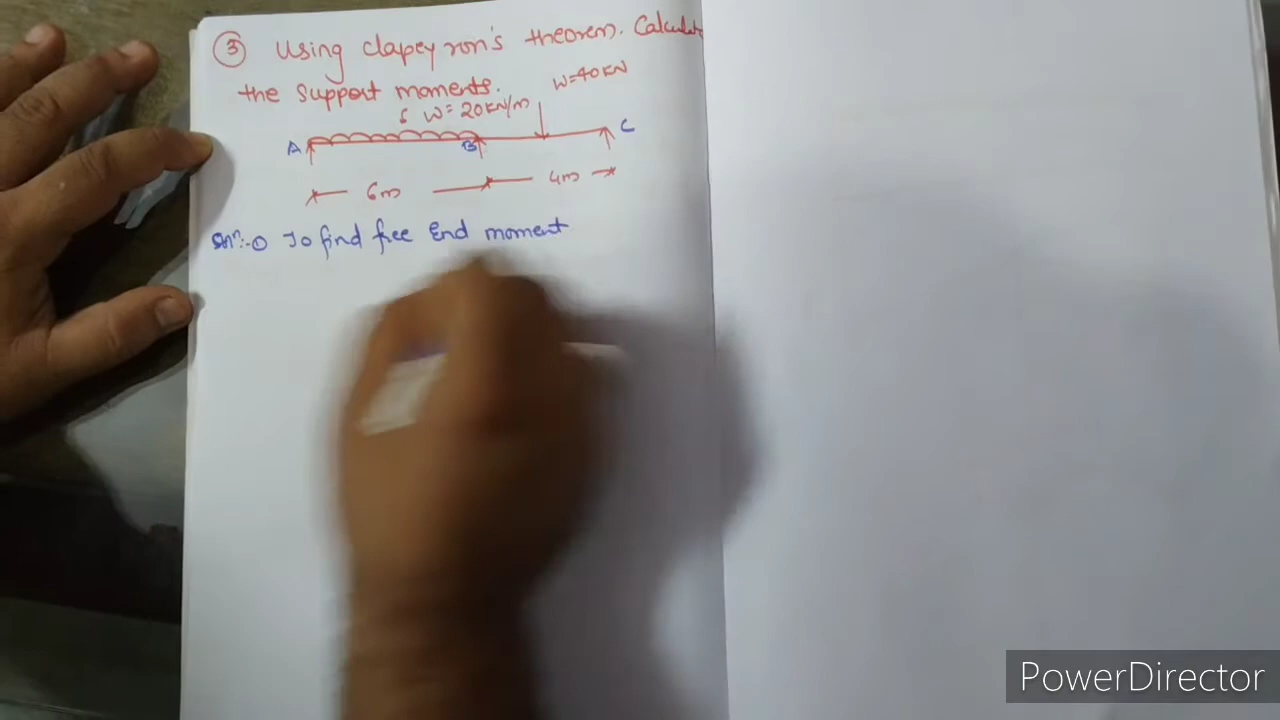 ③ Using clapeyron's theorem. Calculate
the support moments.
W=40KN
W=20KN/m
A B C
6m 4m
Soln:-① To find free End moment
PowerDirector